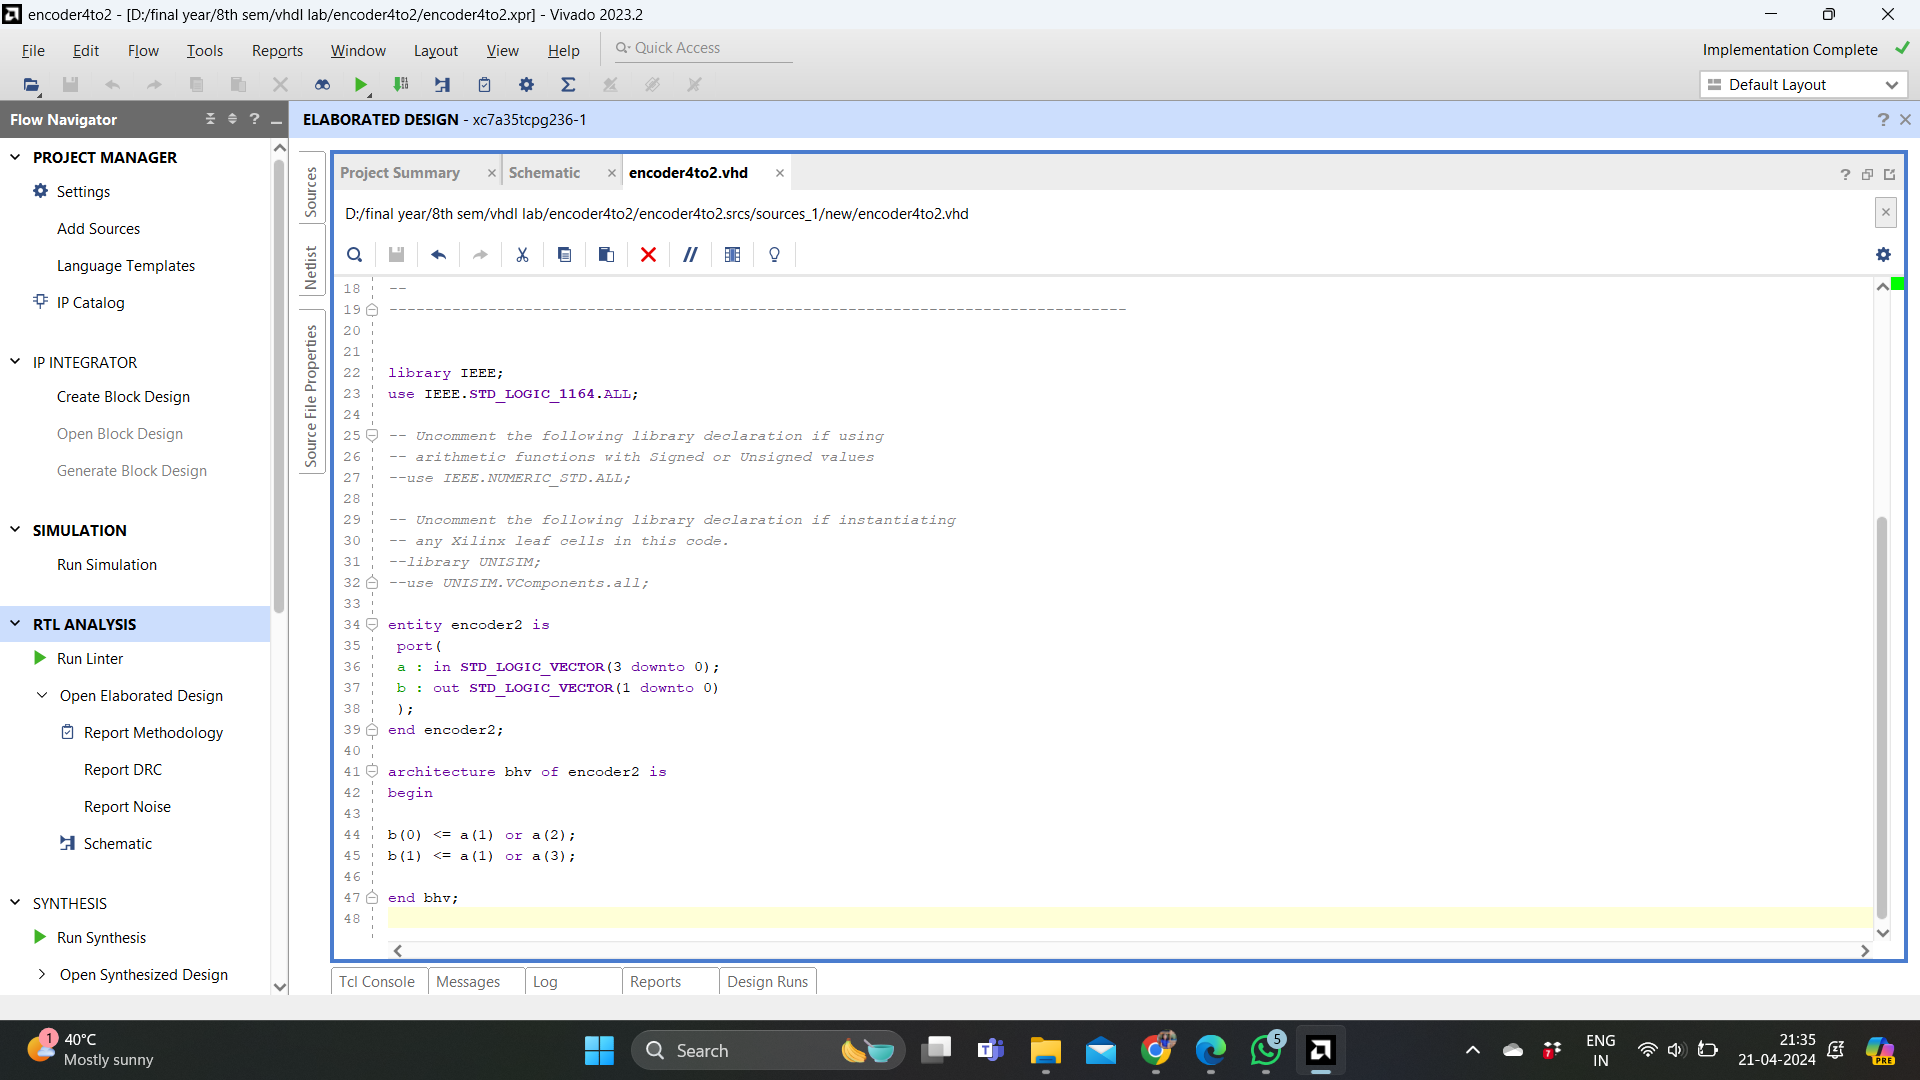 encoder4to2 - [D:/final year/8th sem/vhdl lab/encoder4to2/encoder4to2.xpr] - Vivado 2023.2
File Edit Flow Tools Reports Window Layout View Help Quick Access
Implementation Complete
Default Layout
Flow Navigator
ELABORATED DESIGN - xc7a35tcpg236-1
PROJECT MANAGER
Settings
Add Sources
Language Templates
IP Catalog
IP INTEGRATOR
Create Block Design
Open Block Design
Generate Block Design
SIMULATION
Run Simulation
RTL ANALYSIS
Run Linter
Open Elaborated Design
Report Methodology
Report DRC
Report Noise
Schematic
SYNTHESIS
Run Synthesis
Open Synthesized Design
Sources
Netlist
Source File Properties
Project Summary Schematic encoder4to2.vhd
D:/final year/8th sem/vhdl lab/encoder4to2/encoder4to2.srcs/sources_1/new/encoder4to2.vhd
18 --
19 ----------------------------------------------------------------------------------
20
21
22 library IEEE;
23 use IEEE.STD_LOGIC_1164.ALL;
24
25 -- Uncomment the following library declaration if using
26 -- arithmetic functions with Signed or Unsigned values
27 --use IEEE.NUMERIC_STD.ALL;
28
29 -- Uncomment the following library declaration if instantiating
30 -- any Xilinx leaf cells in this code.
31 --library UNISIM;
32 --use UNISIM.VComponents.all;
33
34 entity encoder2 is
35 port(
36 a : in STD_LOGIC_VECTOR(3 downto 0);
37 b : out STD_LOGIC_VECTOR(1 downto 0)
38 );
39 end encoder2;
40
41 architecture bhv of encoder2 is
42 begin
43
44 b(0) <= a(1) or a(2);
45 b(1) <= a(1) or a(3);
46
47 end bhv;
48
Tcl Console Messages Log Reports Design Runs
1
40°C
Mostly sunny
Search
5
7
ENG
IN
21:35
21-04-2024
PRE